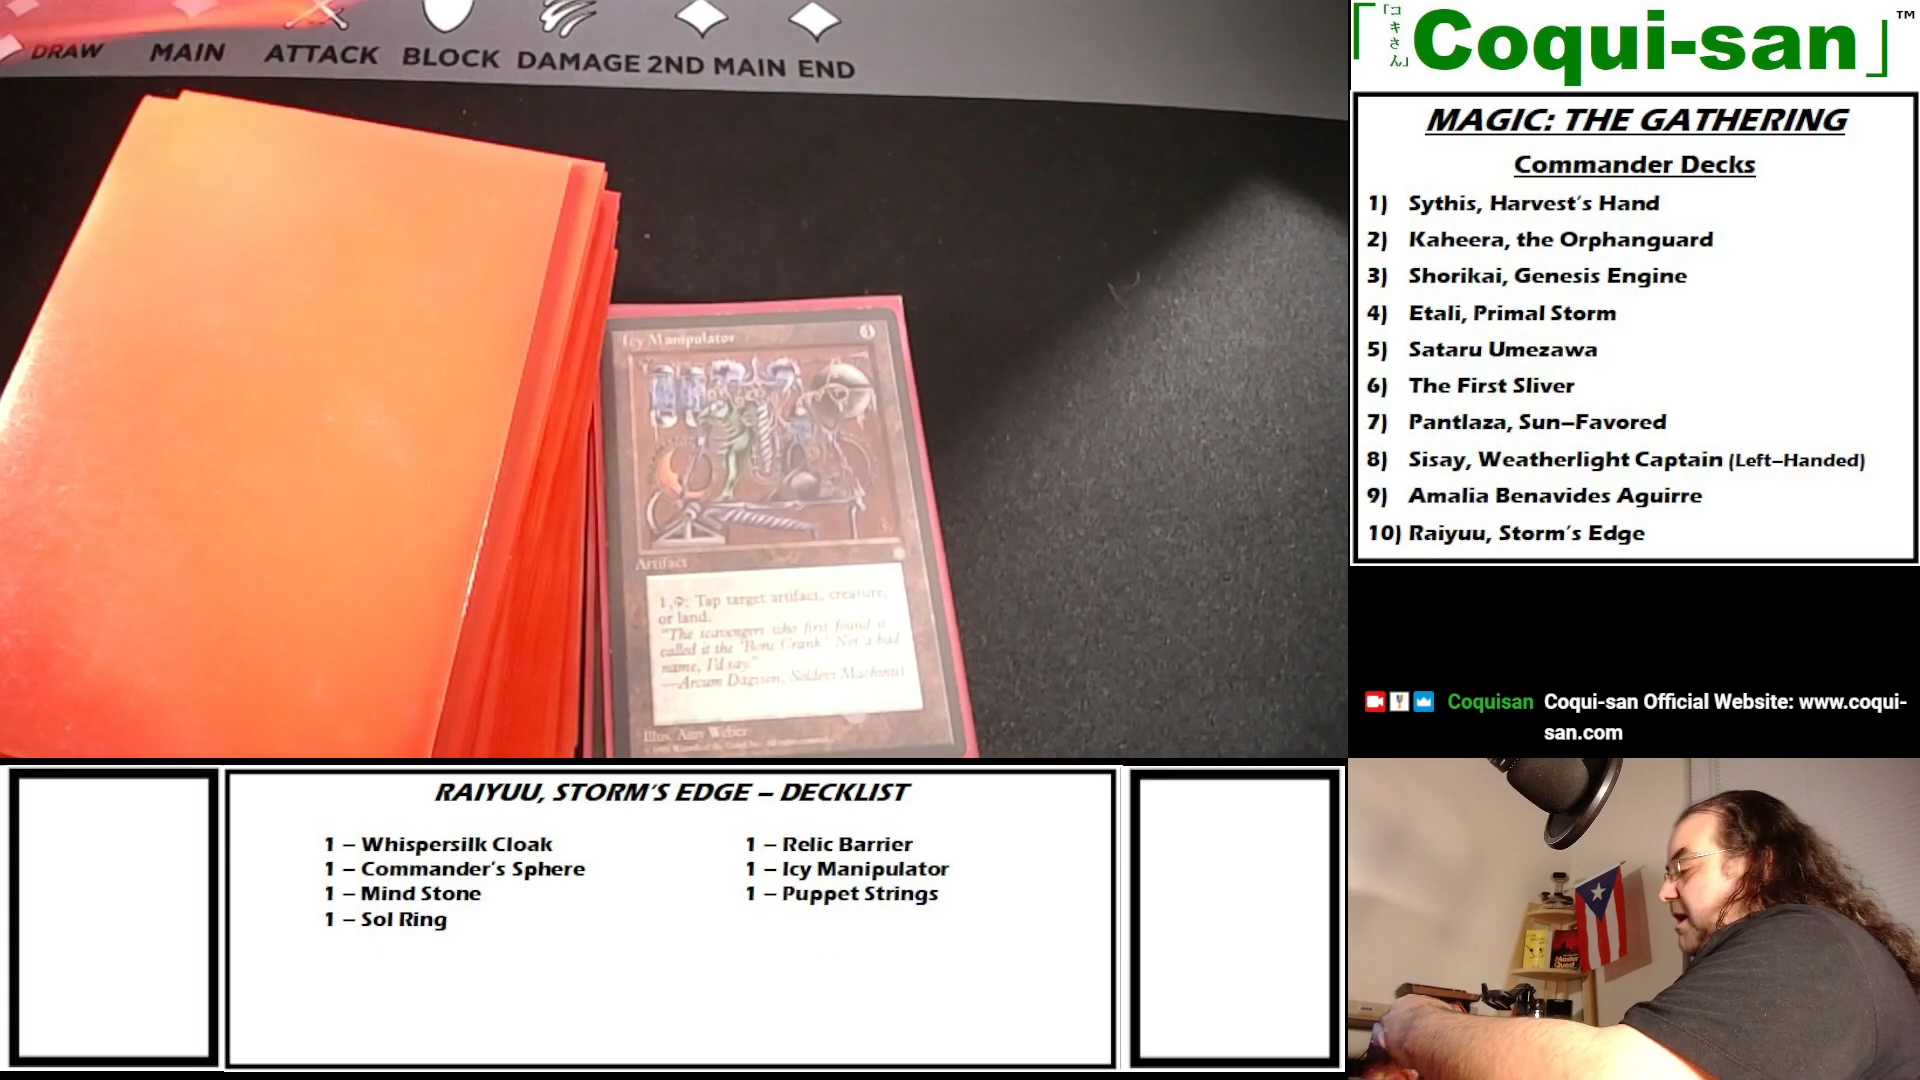 DRAW MAIN ATTACK BLOCK DAMAGE 2ND MAIN END
Icy Manipulator
Artifact
1, : Tap target artifact, creature,
or land.
"The scavengers who first found it
called it the 'Bone Crank.' Not a bad
name, I'd say."
—Arcum Dagsson, Soldevi Machinist
Illus. Amy Weber
「コキさん」
「Coqui-san」™
MAGIC: THE GATHERING
Commander Decks
1) Sythis, Harvest's Hand
2) Kaheera, the Orphanguard
3) Shorikai, Genesis Engine
4) Etali, Primal Storm
5) Sataru Umezawa
6) The First Sliver
7) Pantlaza, Sun-Favored
8) Sisay, Weatherlight Captain (Left-Handed)
9) Amalia Benavides Aguirre
10) Raiyuu, Storm's Edge
Coquisan Coqui-san Official Website: www.coqui-
san.com
Master
Quest
RAIYUU, STORM'S EDGE – DECKLIST
1 – Whispersilk Cloak
1 – Commander's Sphere
1 – Mind Stone
1 – Sol Ring
1 – Relic Barrier
1 – Icy Manipulator
1 – Puppet Strings